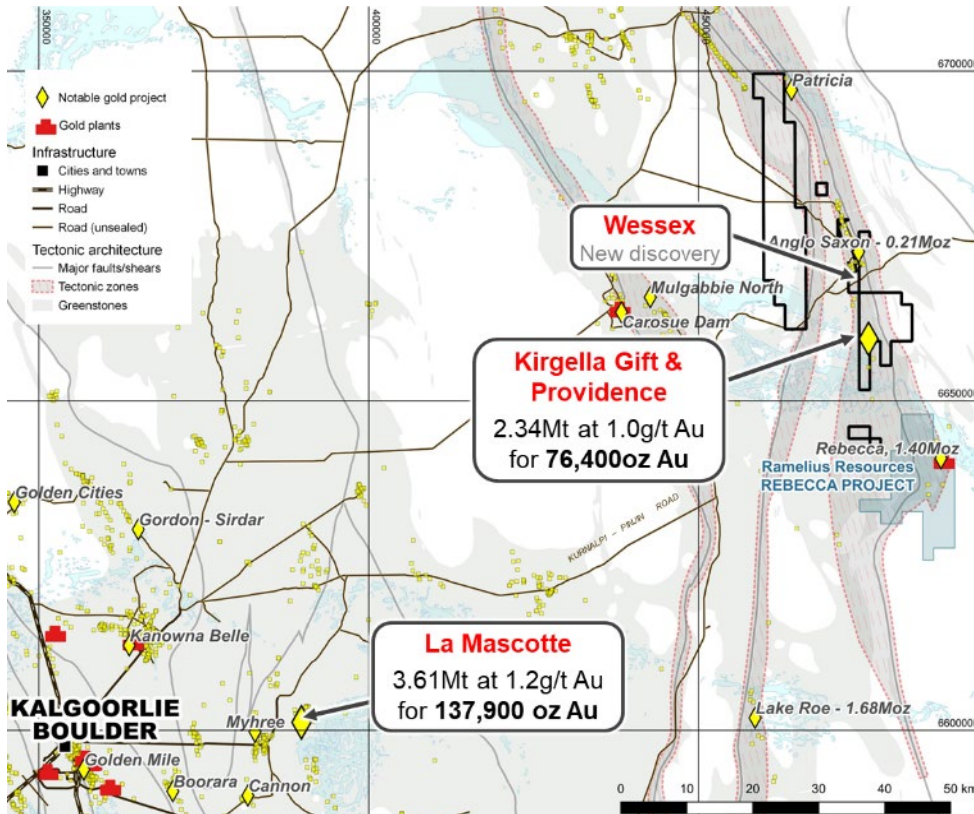 350000
400000
450000
6700000
Notable gold project
Gold plants
Infrastructure
Cities and towns
Highway
Road
Road (unsealed)
Tectonic architecture
Major faults/shears
Tectonic zones
Greenstones
Patricia
Wessex
New discovery
Anglo Saxon - 0.21Moz
Mulgabbie North
Carosue Dam
Kirgella Gift &
Providence
2.34Mt at 1.0g/t Au
for 76,400oz Au
6650000
Rebecca, 1.40Moz
Ramelius Resources
REBECCA PROJECT
Golden Cities
Gordon - Sirdar
KURNALPI - PINJIN ROAD
Kanowna Belle
La Mascotte
3.61Mt at 1.2g/t Au
for 137,900 oz Au
KALGOORLIE
BOULDER
Myhree
Lake Roe - 1.68Moz
6600000
Golden Mile
Boorara
Cannon
0 10 20 30 40 50 km